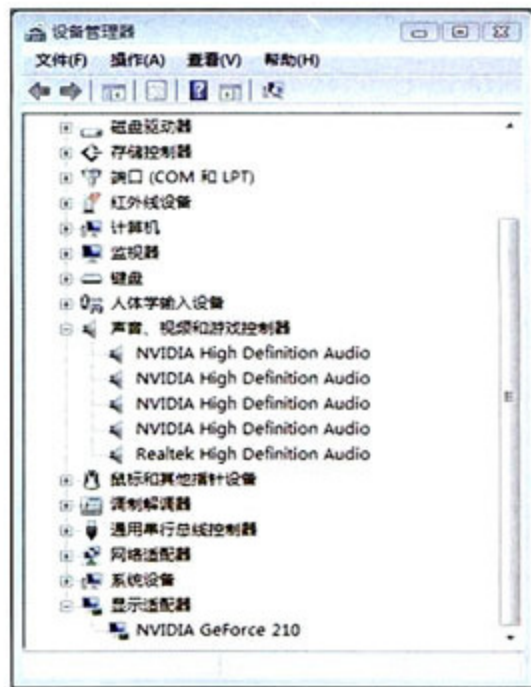 设备管理器
文件(F) 操作(A) 查看(V) 帮助(H)
磁盘驱动器
存储控制器
端口 (COM 和 LPT)
红外线设备
计算机
监视器
键盘
人体学输入设备
声音、视频和游戏控制器
NVIDIA High Definition Audio
NVIDIA High Definition Audio
NVIDIA High Definition Audio
NVIDIA High Definition Audio
Realtek High Definition Audio
鼠标和其他指针设备
调制解调器
通用串行总线控制器
网络适配器
系统设备
显示适配器
NVIDIA GeForce 210